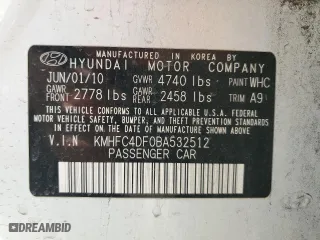 MANUFACTURED IN KOREA BY
HYUNDAI MOTOR COMPANY
JUN/01/10 GVWR 4740 lbs PAINT WHC
GAWR FRONT 2778 lbs GAWR REAR 2458 lbs TRIM A9
THIS VEHICLE CONFORMS TO ALL APPLICABLE U.S.A FEDERAL
MOTOR VEHICLE SAFETY, BUMPER, AND THEFT PREVENTION
STANDARDS IN EFFECT ON THE DATE OF MANUFACTURE SHOWN ABOVE.
V.I.N KMHFC4DF0BA532512
PASSENGER CAR
DREAMBID
DREAMBID.COM